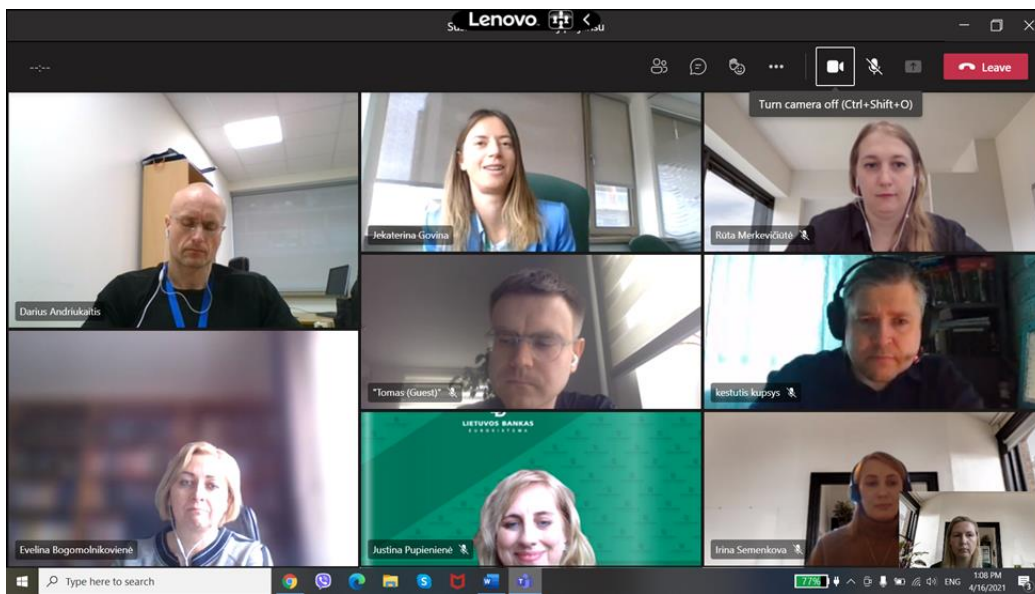 Lenovo
--:--
Leave
Turn camera off (Ctrl+Shift+O)
Darius Andriukaitis
Jekaterina Govina
Rūta Merkevičiūtė
"Tomas (Guest)"
kestutis kupsys
Evelina Bogomolnikovienė
LIETUVOS BANKAS
EUROSISTEMA
Justina Pupienienė
Irina Semenkova
Type here to search
77%
ENG
1:08 PM
4/16/2021